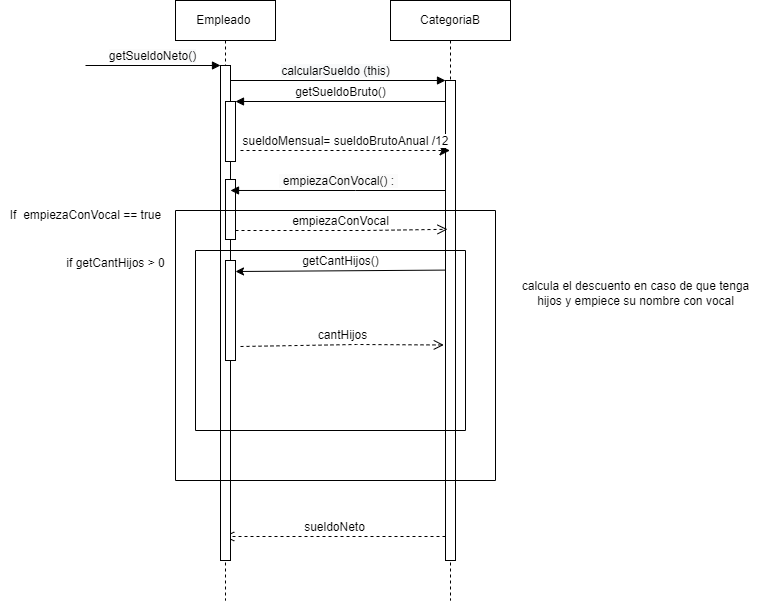 Empleado
CategoriaB
getSueldoNeto()
calcularSueldo (this)
getSueldoBruto()
sueldoMensual= sueldoBrutoAnual /12
empiezaConVocal() :
If  empiezaConVocal == true
empiezaConVocal
if getCantHijos > 0
getCantHijos()
calcula el descuento en caso de que tenga
hijos y empiece su nombre con vocal
cantHijos
sueldoNeto